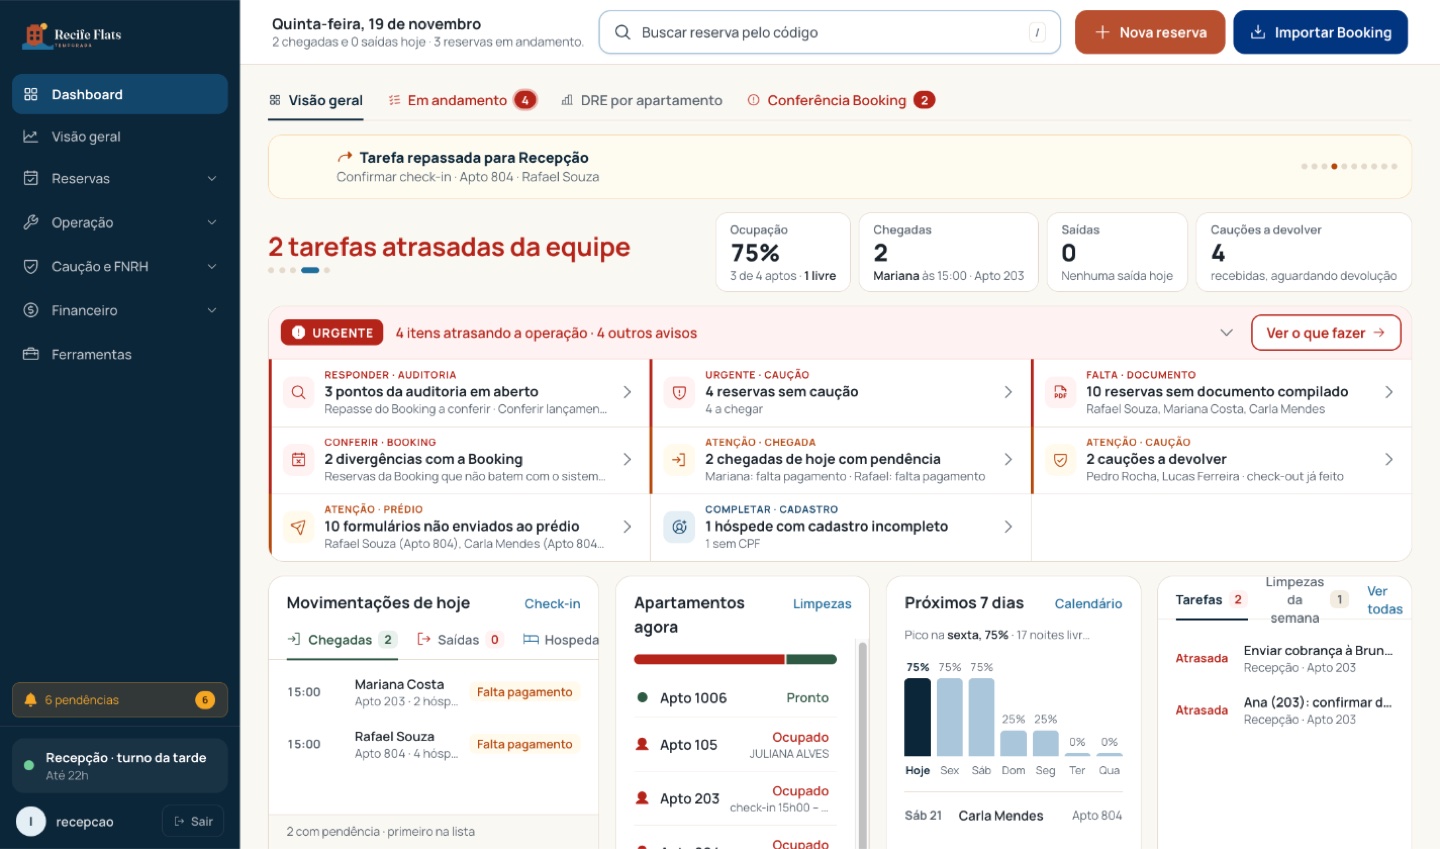 Recife Flats
TEMPORADA
Dashboard
Visão geral
Reservas
Operação
Caução e FNRH
Financeiro
Ferramentas
6 pendências
6
Recepção · turno da tarde
Até 22h
I
recepcao
Sair
Quinta-feira, 19 de novembro
2 chegadas e 0 saídas hoje · 3 reservas em andamento.
Buscar reserva pelo código
/
Nova reserva
Importar Booking
Visão geral
Em andamento 4
DRE por apartamento
Conferência Booking 2
Tarefa repassada para Recepção
Confirmar check-in · Apto 804 · Rafael Souza
2 tarefas atrasadas da equipe
Ocupação
75%
3 de 4 aptos · 1 livre
Chegadas
2
Mariana às 15:00 · Apto 203
Saídas
0
Nenhuma saída hoje
Cauções a devolver
4
recebidas, aguardando devolução
URGENTE
4 itens atrasando a operação · 4 outros avisos
Ver o que fazer
RESPONDER · AUDITORIA
3 pontos da auditoria em aberto
Repasse do Booking a conferir · Conferir lançamen...
URGENTE · CAUÇÃO
4 reservas sem caução
4 a chegar
PDF
FALTA · DOCUMENTO
10 reservas sem documento compilado
Rafael Souza, Mariana Costa, Carla Mendes
CONFERIR · BOOKING
2 divergências com a Booking
Reservas da Booking que não batem com o sistem...
ATENÇÃO · CHEGADA
2 chegadas de hoje com pendência
Mariana: falta pagamento · Rafael: falta pagamento
ATENÇÃO · CAUÇÃO
2 cauções a devolver
Pedro Rocha, Lucas Ferreira · check-out já feito
ATENÇÃO · PRÉDIO
10 formulários não enviados ao prédio
Rafael Souza (Apto 804), Carla Mendes (Apto 804...
COMPLETAR · CADASTRO
1 hóspede com cadastro incompleto
1 sem CPF
Movimentações de hoje
Check-in
Chegadas 2
Saídas 0
Hospeda
15:00
Mariana Costa
Apto 203 · 2 hósp...
Falta pagamento
15:00
Rafael Souza
Apto 804 · 4 hósp...
Falta pagamento
2 com pendência · primeiro na lista
Apartamentos
agora
Limpezas
Apto 1006
Pronto
Apto 105
Ocupado
JULIANA ALVES
Apto 203
Ocupado
check-in 15h00 – ...
Ocupado
Próximos 7 dias
Calendário
Pico na sexta, 75% · 17 noites livr...
75% 75% 75% 25% 25% 0% 0%
Hoje Sex Sáb Dom Seg Ter Qua
Sáb 21
Carla Mendes
Apto 804
Tarefas 2
Limpezas
da
semana
1
Ver
todas
Atrasada
Enviar cobrança à Brun...
Recepção · Apto 203
Atrasada
Ana (203): confirmar d...
Recepção · Apto 203